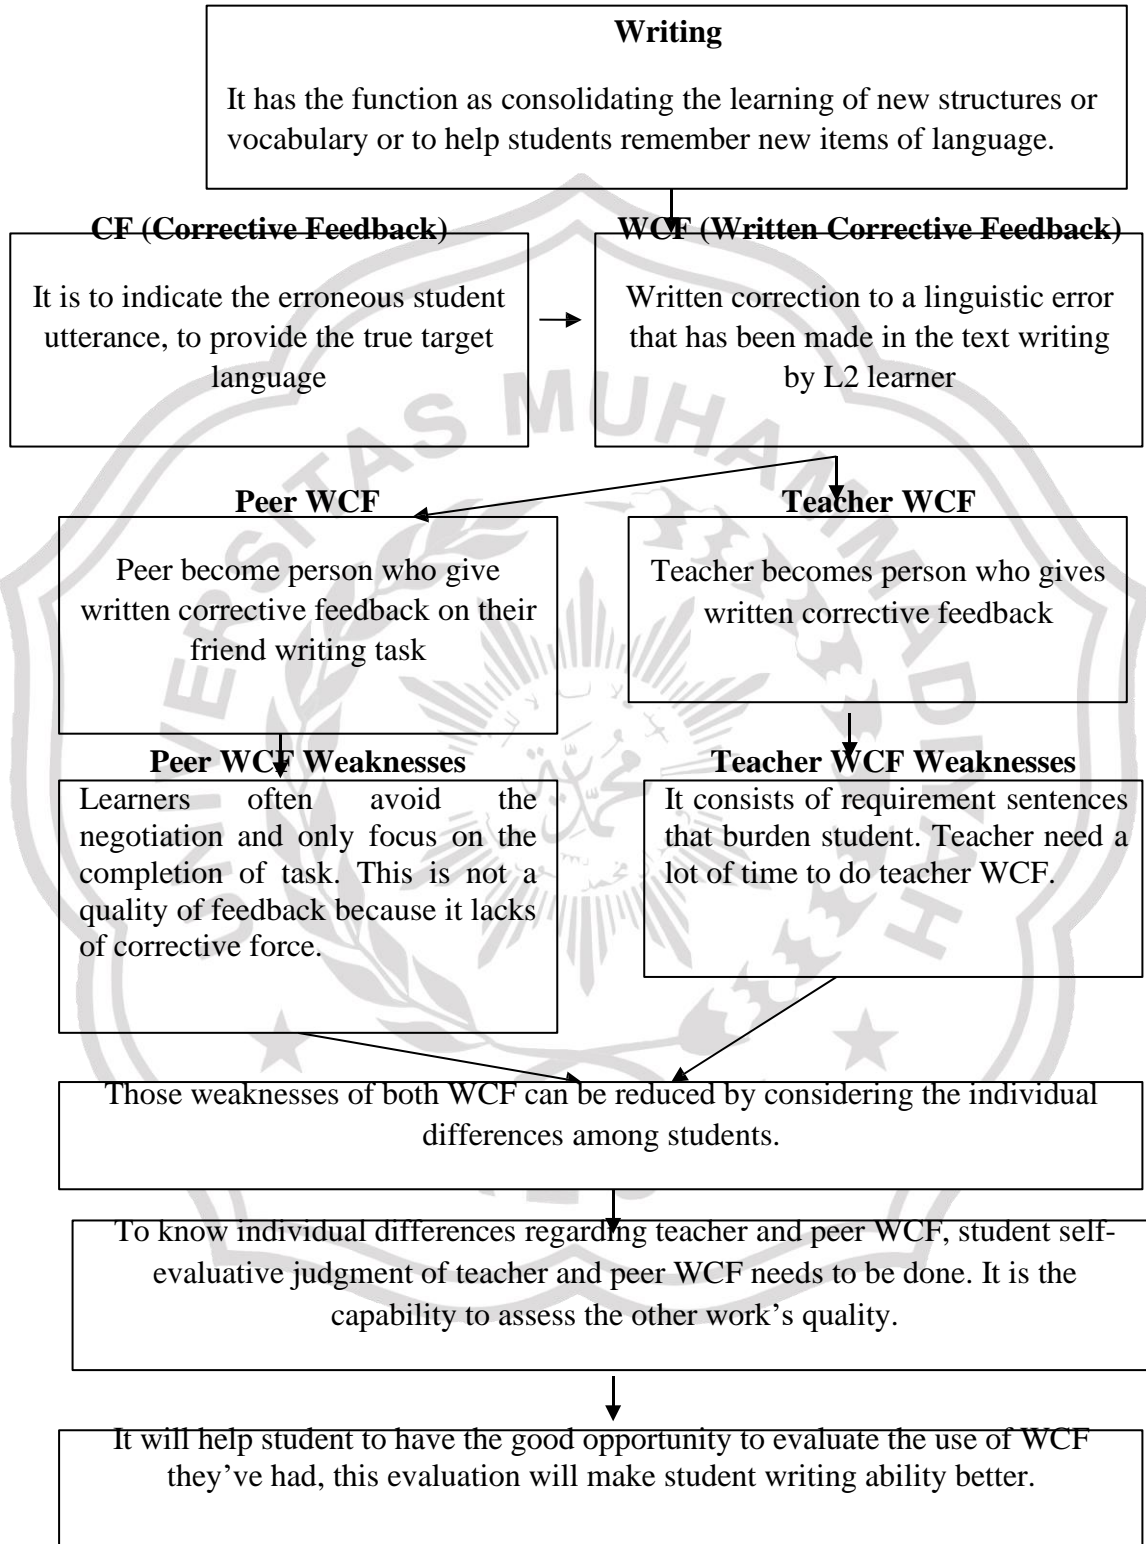 Writing
It has the function as consolidating the learning of new structures or
vocabulary or to help students remember new items of language.
CF (Corrective Feedback)
It is to indicate the erroneous student
utterance, to provide the true target
language
WCF (Written Corrective Feedback)
Written correction to a linguistic error
that has been made in the text writing
by L2 learner
Peer WCF
Peer become person who give
written corrective feedback on their
friend writing task
Teacher WCF
Teacher becomes person who gives
written corrective feedback
Peer WCF Weaknesses
Learners often avoid the
negotiation and only focus on the
completion of task. This is not a
quality of feedback because it lacks
of corrective force.
Teacher WCF Weaknesses
It consists of requirement sentences
that burden student. Teacher need a
lot of time to do teacher WCF.
Those weaknesses of both WCF can be reduced by considering the individual
differences among students.
To know individual differences regarding teacher and peer WCF, student self-
evaluative judgment of teacher and peer WCF needs to be done. It is the
capability to assess the other work’s quality.
It will help student to have the good opportunity to evaluate the use of WCF
they’ve had, this evaluation will make student writing ability better.
UNIVERSITAS MUHAMMADIYAH